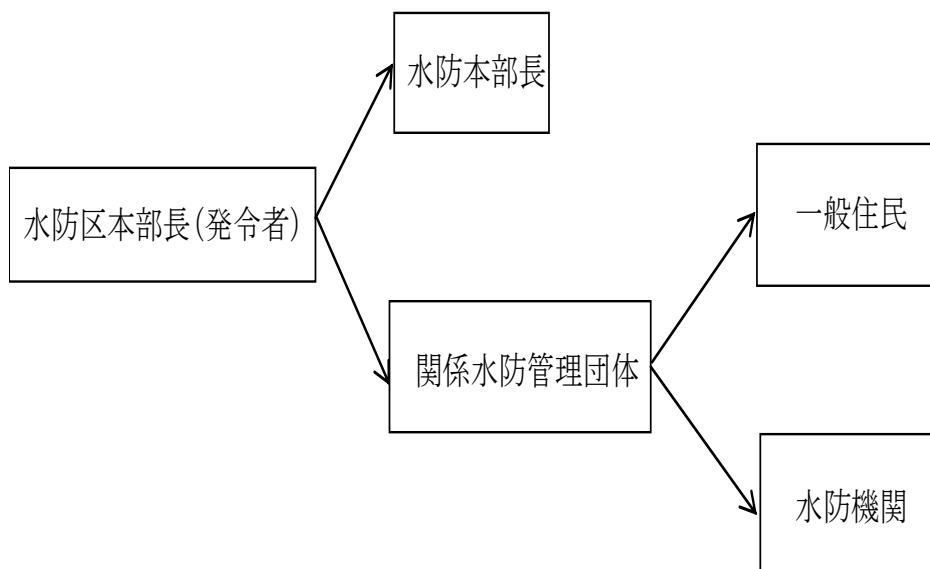 水防本部長
水防区本部長(発令者)
一般住民
関係水防管理団体
水防機関